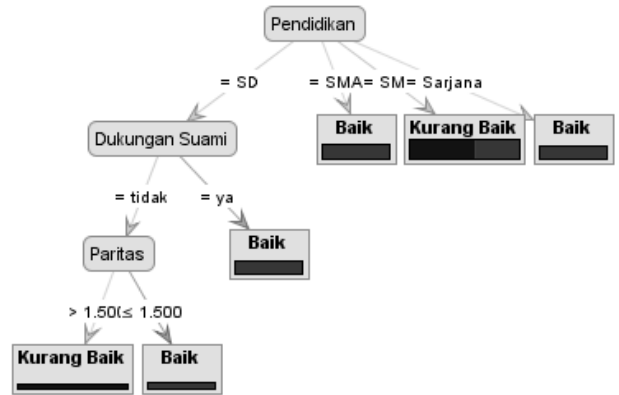 Pendidikan
= SD
= SMA= SM= Sarjana
Dukungan Suami
Baik
Kurang Baik
Baik
= tidak
= ya
Paritas
Baik
> 1.50(≤ 1.500
Kurang Baik
Baik